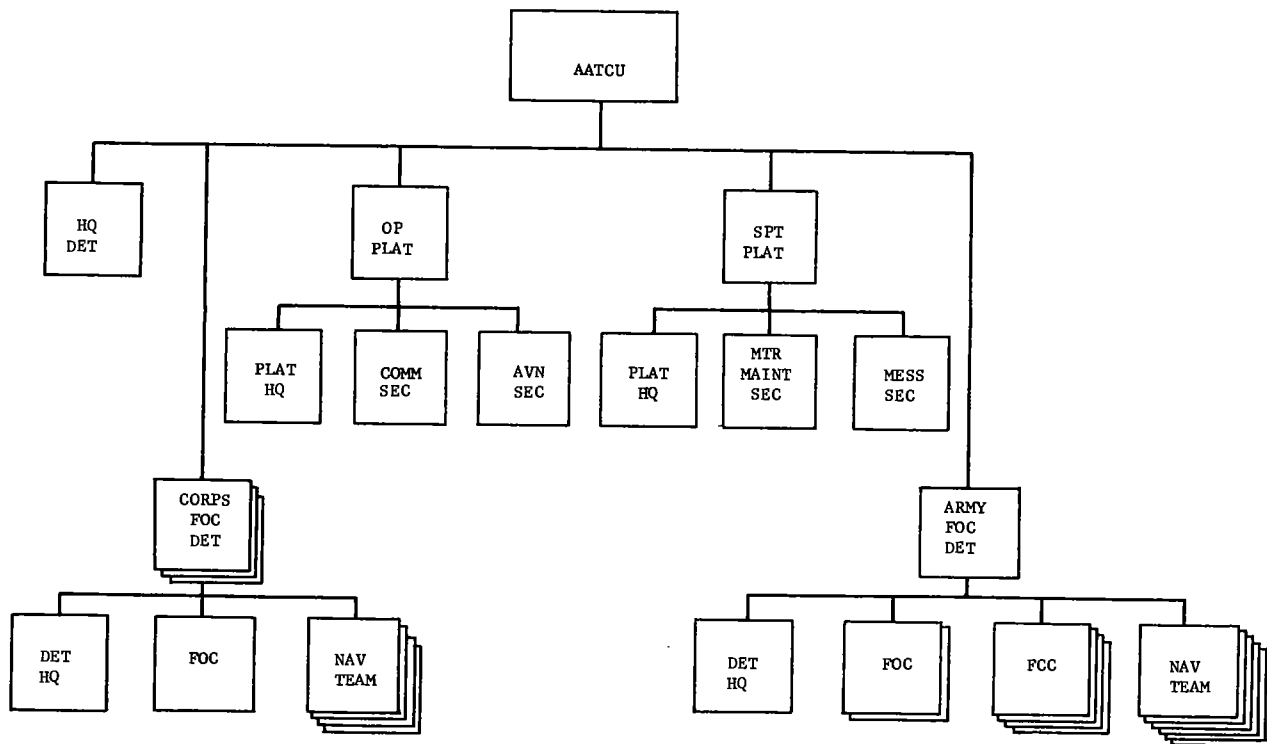 AATCU
HQ
DET
OP
PLAT
SPT
PLAT
PLAT
HQ
COMM
SEC
AVN
SEC
PLAT
HQ
MTR
MAINT
SEC
MESS
SEC
CORPS
FOC
DET
ARMY
FOC
DET
DET
HQ
FOC
NAV
TEAM
DET
HQ
FOC
FCC
NAV
TEAM